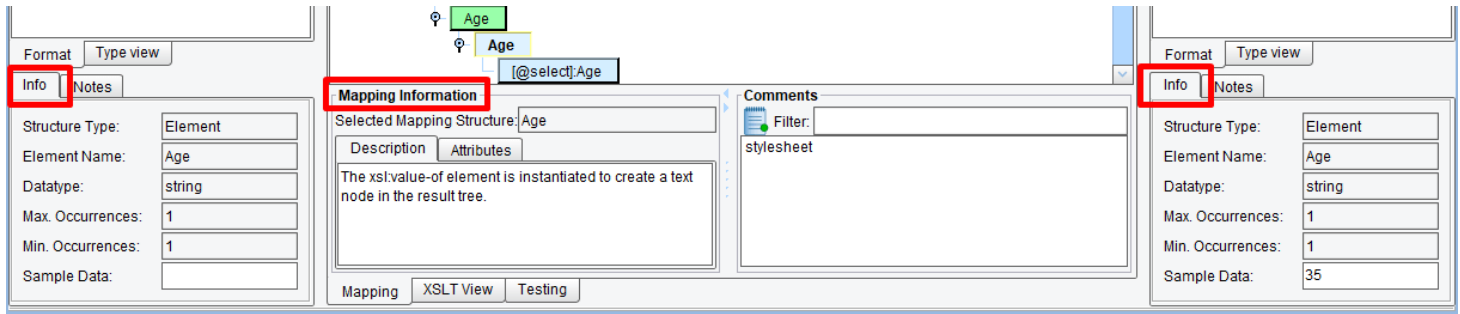 Age
Age
[@select]:Age
Format Type view
Info Notes
Structure Type: Element
Element Name: Age
Datatype: string
Max. Occurrences: 1
Min. Occurrences: 1
Sample Data:
Mapping Information
Selected Mapping Structure: Age
Description Attributes
The xsl:value-of element is instantiated to create a text
node in the result tree.
Comments
Filter:
stylesheet
Mapping XSLT View Testing
Format Type view
Info Notes
Structure Type: Element
Element Name: Age
Datatype: string
Max. Occurrences: 1
Min. Occurrences: 1
Sample Data: 35